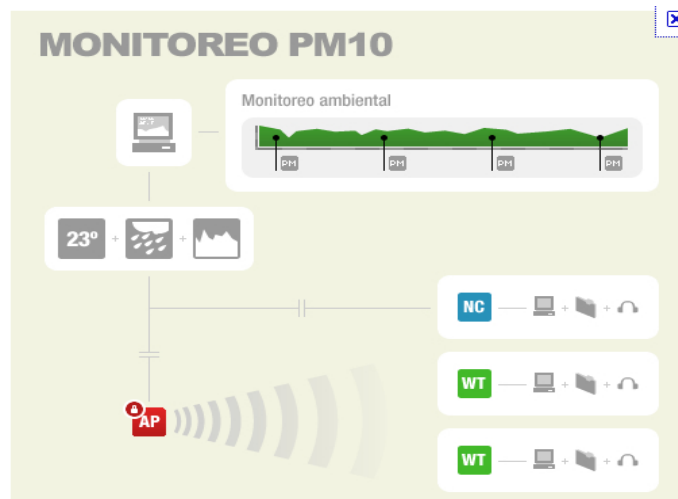 MONITOREO PM10
Monitoreo ambiental
PM PM PM PM
23º + +
NC + +
WT + +
AP
WT + +